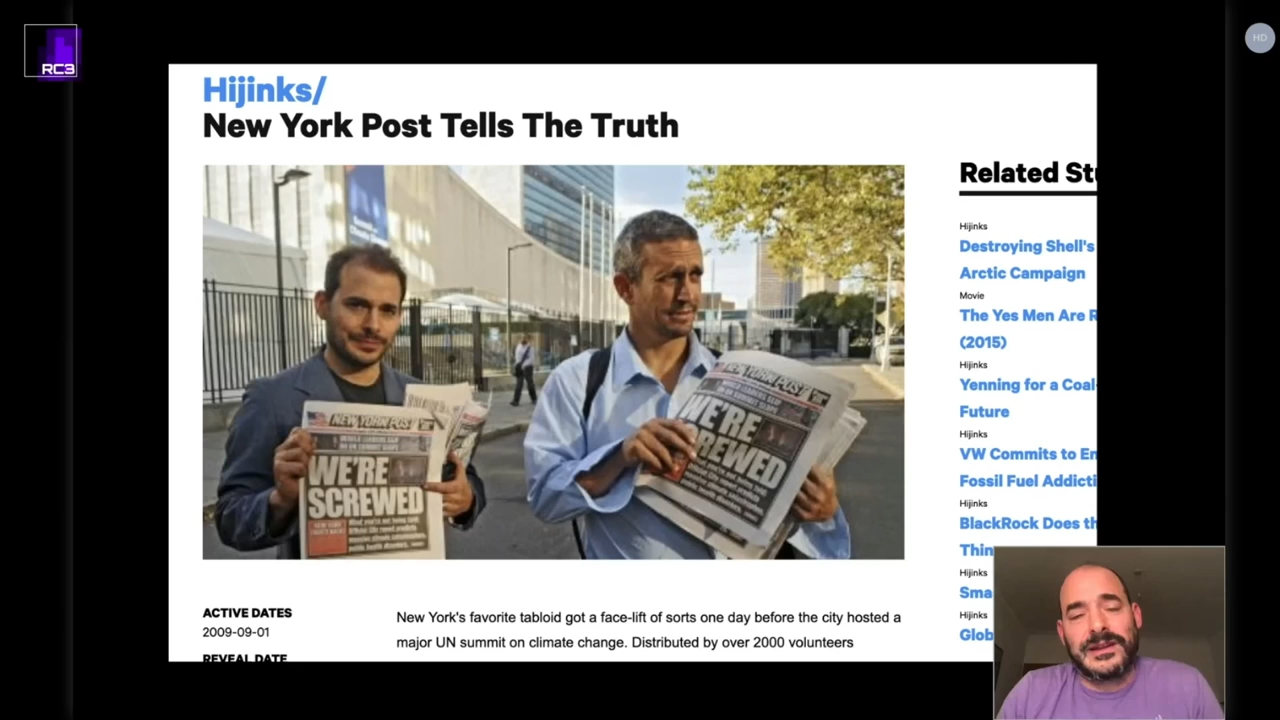 RC3
HD
Hijinks/
New York Post Tells The Truth
NEW YORK POST
WE'RE
SCREWED
NEW YORK POST
WE'RE
SCREWED
ACTIVE DATES
2009-09-01
REVEAL DATE
New York's favorite tabloid got a face-lift of sorts one day before the city hosted a
major UN summit on climate change. Distributed by over 2000 volunteers
Related
Hijinks
Destroying Shell's
Arctic Campaign
Movie
The Yes Men Are
(2015)
Hijinks
Yenning for a Coal-
Future
Hijinks
VW Commits to
Fossil Fuel
Hijinks
BlackRock Does
Hijinks
Hijinks